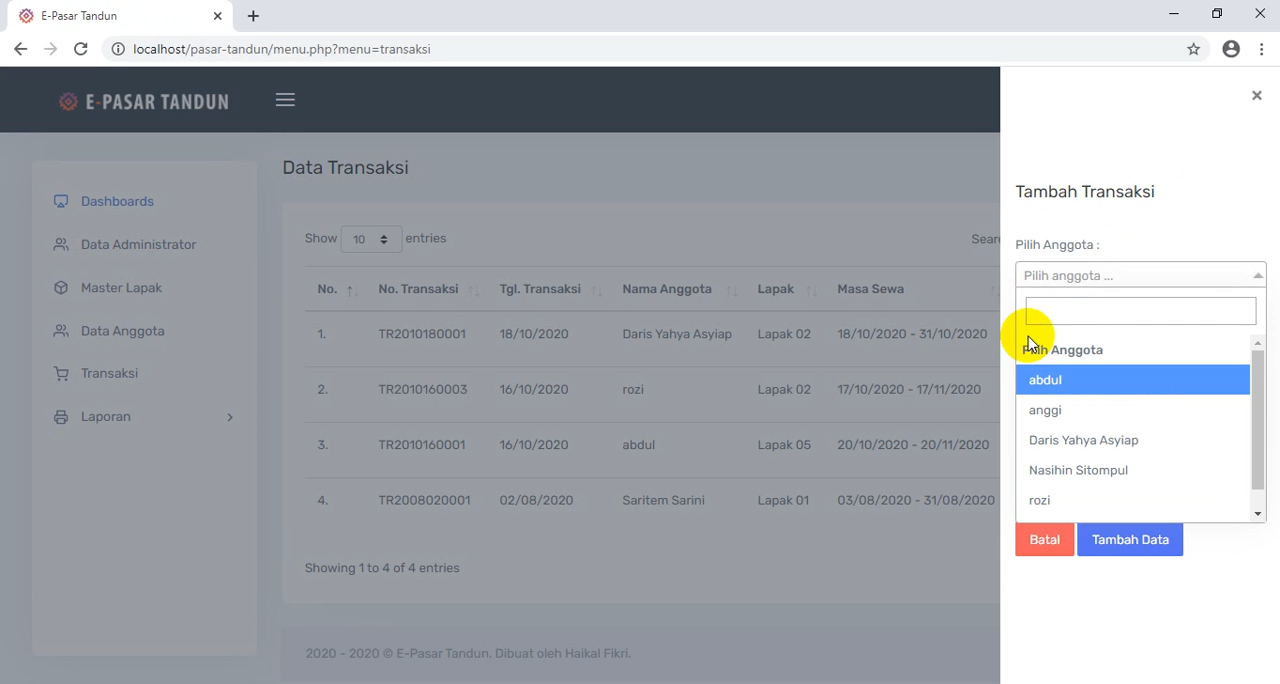 E-Pasar Tandun
localhost/pasar-tandun/menu.php?menu=transaksi
E-PASAR TANDUN
Dashboards
Data Administrator
Master Lapak
Data Anggota
Transaksi
Laporan
Data Transaksi
Show 10 entries
No. No. Transaksi Tgl. Transaksi Nama Anggota Lapak Masa Sewa
1. TR2010180001 18/10/2020 Daris Yahya Asyiap Lapak 02 18/10/2020 - 31/10/2020
2. TR2010160003 16/10/2020 rozi Lapak 02 17/10/2020 - 17/11/2020
3. TR2010160001 16/10/2020 abdul Lapak 05 20/10/2020 - 20/11/2020
4. TR2008020001 02/08/2020 Saritem Sarini Lapak 01 03/08/2020 - 31/08/2020
Showing 1 to 4 of 4 entries
2020 - 2020 © E-Pasar Tandun. Dibuat oleh Haikal Fikri.
Tambah Transaksi
Pilih Anggota :
Pilih anggota ...
Pilih Anggota
abdul
anggi
Daris Yahya Asyiap
Nasihin Sitompul
rozi
Batal Tambah Data